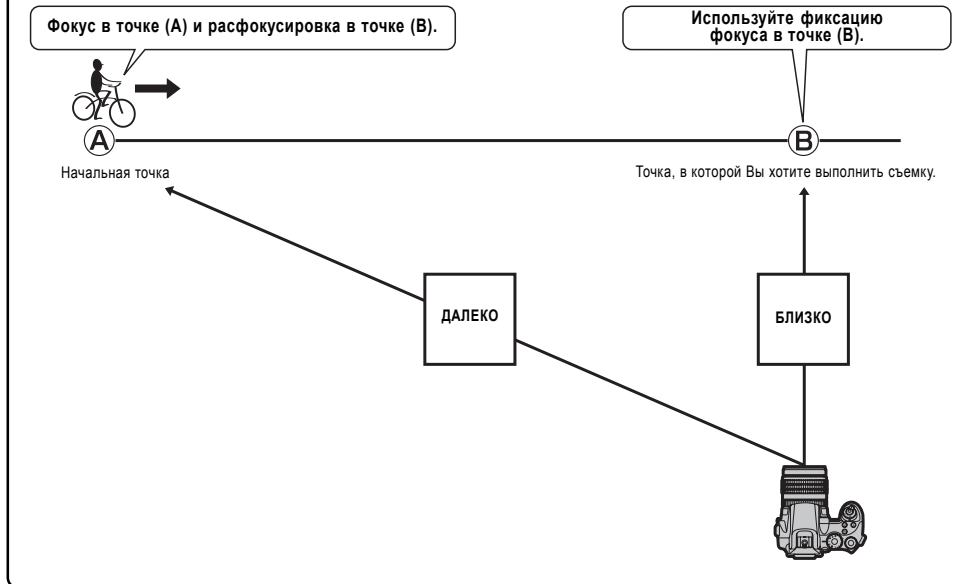 Фокус в точке (A) и расфокусировка в точке (B).
Используйте фиксацию
фокуса в точке (B).
A
B
Начальная точка
Точка, в которой Вы хотите выполнить съемку.
ДАЛЕКО
БЛИЗКО